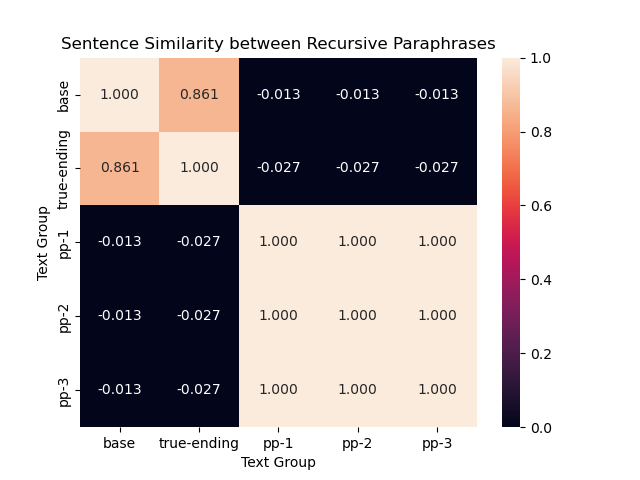 Sentence Similarity between Recursive Paraphrases
base 1.000 0.861 -0.013 -0.013 -0.013
true-ending 0.861 1.000 -0.027 -0.027 -0.027
pp-1 -0.013 -0.027 1.000 1.000 1.000
pp-2 -0.013 -0.027 1.000 1.000 1.000
pp-3 -0.013 -0.027 1.000 1.000 1.000
Text Group
base true-ending pp-1 pp-2 pp-3
Text Group
1.0
0.8
0.6
0.4
0.2
0.0